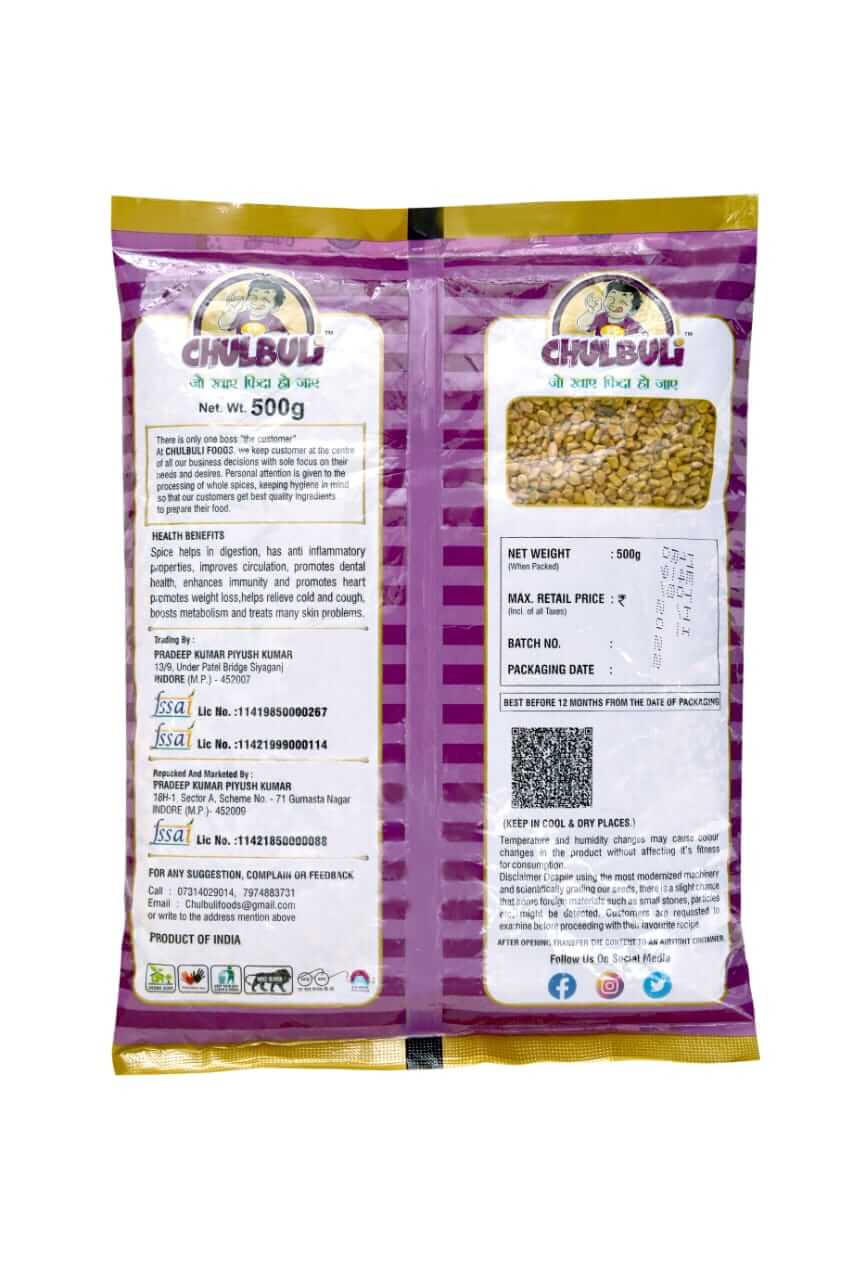 CHULBULi™
जो खाए फिदा हो जाए
Net. Wt. 500g
There is only one boss "the customer"
At CHULBULI FOODS, we keep customer at the centre
of all our business decisions with sole focus on their
needs and desires. Personal attention is given to the
processing of whole spices, keeping hygiene in mind
so that our customers get best quality Ingredients
to prepare their food.
HEALTH BENEFITS
Spice helps in digestion, has anti inflammatory
properties, improves circulation, promotes dental
health, enhances immunity and promotes heart
promotes weight loss,helps relieve cold and cough,
boosts metabolism and treats many skin problems.
Trading By :
PRADEEP KUMAR PIYUSH KUMAR
13/9, Under Patel Bridge Siyaganj
INDORE (M.P.) - 452007
fssai Lic No. :11419850000267
fssai Lic No. :11421999000114
Repacked And Marketed By :
PRADEEP KUMAR PIYUSH KUMAR
18H-1, Sector A, Scheme No. - 71 Gumasta Nagar
INDORE (M.P.)- 452009
fssai Lic No. :11421850000088
FOR ANY SUGGESTION, COMPLAIN OR FEEDBACK
Call : 07314029014, 7974883731
Email : Chulbulifoods@gmail.com
or write to the address mention above
PRODUCT OF INDIA
CHULBULi™
जो खाए फिदा हो जाए
NET WEIGHT : 500g
(When Packed)
MAX. RETAIL PRICE : ₹
(Incl. of all Taxes)
BATCH NO. :
PACKAGING DATE :
METHI
BEST BEFORE 12 MONTHS FROM THE DATE OF PACKAGING
(KEEP IN COOL & DRY PLACES.)
Temperature and humidity changes may cause colour
changes in the product without affecting it's fitness
for consumption.
Disclaimer Despite using the most modernized machinery
and scientifically grading our seeds, there is a slight chance
that some foreign materials such as small stones, particles
etc, might be detected. Customers are requested to
examine before proceeding with their favourite recipe.
AFTER OPENING TRANSFER THE CONTENT TO AN AIRTIGHT CONTAINER.
Follow Us On Social Media